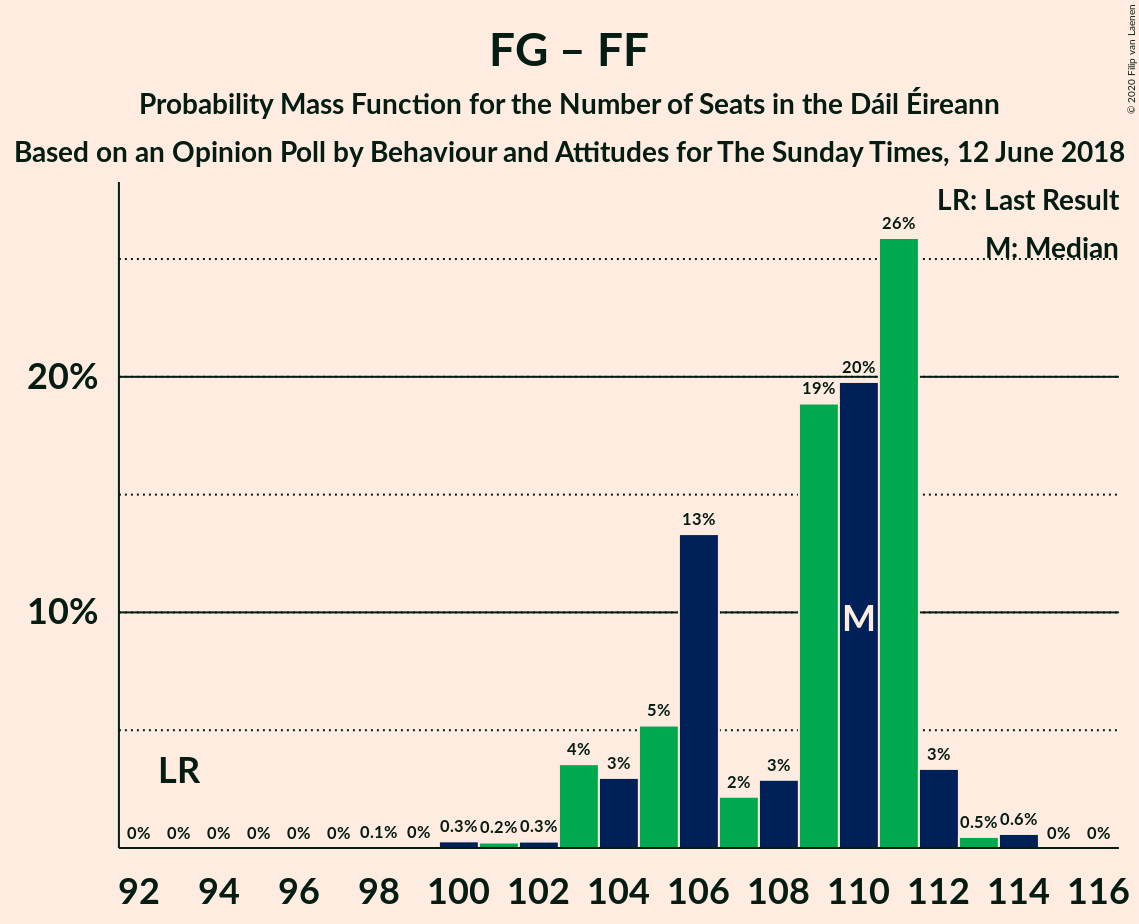 FG – FF
Probability Mass Function for the Number of Seats in the Dáil Éireann
Based on an Opinion Poll by Behaviour and Attitudes for The Sunday Times, 12 June 2018
© 2020 Filip van Laenen
LR: Last Result
M: Median
20%
10%
LR
M
0% 0% 0% 0% 0% 0% 0.1% 0% 0.3% 0.2% 0.3% 4% 3% 5% 13% 2% 3% 19% 20% 26% 3% 0.5% 0.6% 0% 0%
92 94 96 98 100 102 104 106 108 110 112 114 116